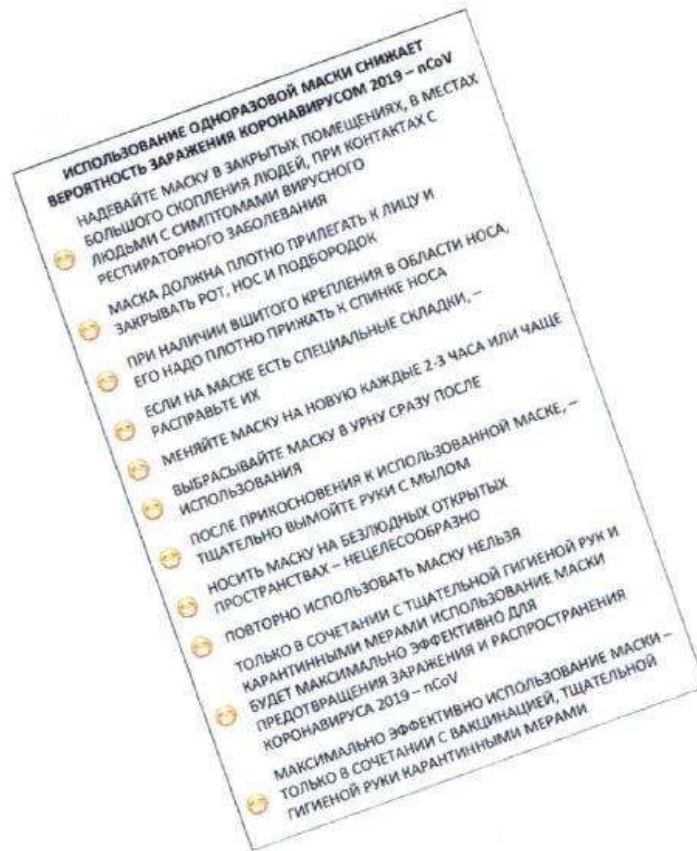 ИСПОЛЬЗОВАНИЕ ОДНОРАЗОВОЙ МАСКИ СНИЖАЕТ
ВЕРОЯТНОСТЬ ЗАРАЖЕНИЯ КОРОНАВИРУСОМ 2019 – nCoV
НАДЕВАЙТЕ МАСКУ В ЗАКРЫТЫХ ПОМЕЩЕНИЯХ, В МЕСТАХ
БОЛЬШОГО СКОПЛЕНИЯ ЛЮДЕЙ, ПРИ КОНТАКТАХ С
ЛЮДЬМИ С СИМПТОМАМИ ВИРУСНОГО
РЕСПИРАТОРНОГО ЗАБОЛЕВАНИЯ
МАСКА ДОЛЖНА ПЛОТНО ПРИЛЕГАТЬ К ЛИЦУ И
ЗАКРЫВАТЬ РОТ, НОС И ПОДБОРОДОК
ПРИ НАЛИЧИИ ВШИТОГО КРЕПЛЕНИЯ В ОБЛАСТИ НОСА,
ЕГО НАДО ПЛОТНО ПРИЖАТЬ К СПИНКЕ НОСА
ЕСЛИ НА МАСКЕ ЕСТЬ СПЕЦИАЛЬНЫЕ СКЛАДКИ, –
РАСПРАВЬТЕ ИХ
МЕНЯЙТЕ МАСКУ НА НОВУЮ КАЖДЫЕ 2-3 ЧАСА ИЛИ ЧАЩЕ
ВЫБРАСЫВАЙТЕ МАСКУ В УРНУ СРАЗУ ПОСЛЕ
ИСПОЛЬЗОВАНИЯ
ПОСЛЕ ПРИКОСНОВЕНИЯ К ИСПОЛЬЗОВАННОЙ МАСКЕ, –
ТЩАТЕЛЬНО ВЫМОЙТЕ РУКИ С МЫЛОМ
НОСИТЬ МАСКУ НА БЕЗЛЮДНЫХ ОТКРЫТЫХ
ПРОСТРАНСТВАХ – НЕЦЕЛЕСООБРАЗНО
ПОВТОРНО ИСПОЛЬЗОВАТЬ МАСКУ НЕЛЬЗЯ
ТОЛЬКО В СОЧЕТАНИИ С ТЩАТЕЛЬНОЙ ГИГИЕНОЙ РУК И
КАРАНТИННЫМИ МЕРАМИ ИСПОЛЬЗОВАНИЕ МАСКИ
БУДЕТ МАКСИМАЛЬНО ЭФФЕКТИВНО ДЛЯ
ПРЕДОТВРАЩЕНИЯ ЗАРАЖЕНИЯ И РАСПРОСТРАНЕНИЯ
КОРОНАВИРУСА 2019 – nCoV
МАКСИМАЛЬНО ЭФФЕКТИВНО ИСПОЛЬЗОВАНИЕ МАСКИ –
ТОЛЬКО В СОЧЕТАНИИ С ВАКЦИНАЦИЕЙ, ТЩАТЕЛЬНОЙ
ГИГИЕНОЙ РУКИ КАРАНТИННЫМИ МЕРАМИ